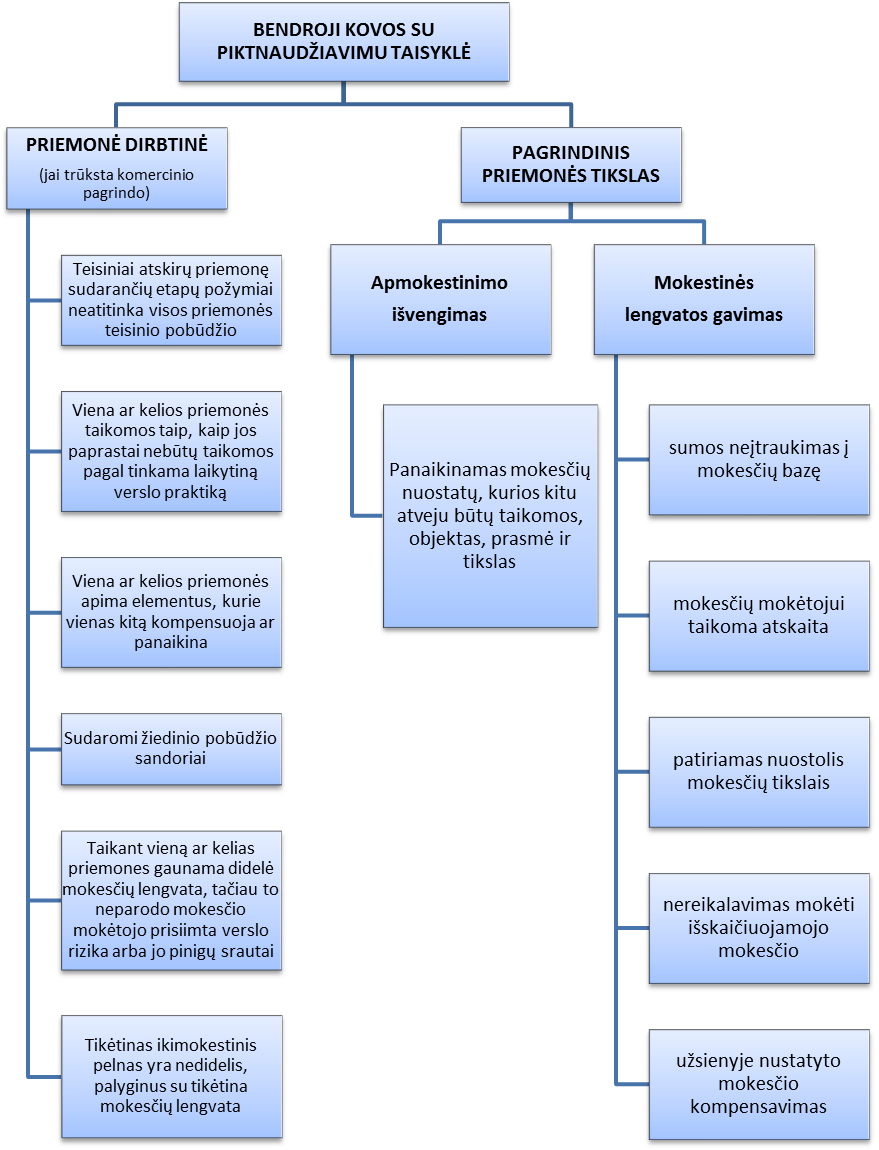 BENDROJI KOVOS SU
PIKTNAUDŽIAVIMU TAISYKLĖ
PRIEMONĖ DIRBTINĖ
(jai trūksta komercinio
pagrindo)
Teisiniai atskirų priemonę
sudarančių etapų požymiai
neatitinka visos priemonės
teisinio pobūdžio
Viena ar kelios priemonės
taikomos taip, kaip jos
paprastai nebūtų taikomos
pagal tinkama laikytiną
verslo praktiką
Viena ar kelios priemonės
apima elementus, kurie
vienas kitą kompensuoja ar
panaikina
Sudaromi žiedinio pobūdžio
sandoriai
Taikant vieną ar kelias
priemones gaunama didelė
mokesčių lengvata, tačiau to
neparodo mokesčio
mokėtojo prisiimta verslo
rizika arba jo pinigų srautai
Tikėtinas ikimokestinis
pelnas yra nedidelis,
palyginus su tikėtina
mokesčių lengvata
PAGRINDINIS
PRIEMONĖS TIKSLAS
Apmokestinimo
išvengimas
Panaikinamas mokesčių
nuostatų, kurios kitu
atveju būtų taikomos,
objektas, prasmė ir
tikslas
Mokestinės
lengvatos gavimas
sumos neįtraukimas į
mokesčių bazę
mokesčių mokėtojui
taikoma atskaita
patiriamas nuostolis
mokesčių tikslais
nereikalavimas mokėti
išskaičiuojamojo
mokesčio
užsienyje nustatyto
mokesčio
kompensavimas